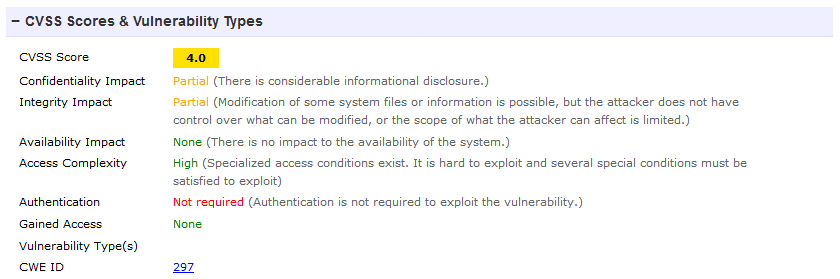 − CVSS Scores & Vulnerability Types
CVSS Score 4.0
Confidentiality Impact Partial (There is considerable informational disclosure.)
Integrity Impact Partial (Modification of some system files or information is possible, but the attacker does not have
control over what can be modified, or the scope of what the attacker can affect is limited.)
Availability Impact None (There is no impact to the availability of the system.)
Access Complexity High (Specialized access conditions exist. It is hard to exploit and several special conditions must be
satisfied to exploit)
Authentication Not required (Authentication is not required to exploit the vulnerability.)
Gained Access None
Vulnerability Type(s)
CWE ID 297